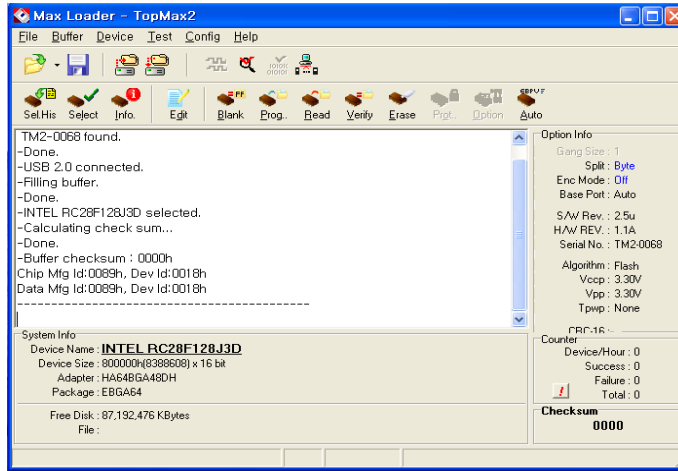 Max Loader - TopMax2
File Buffer Device Test Config Help
Sel.His Select Info. Edit Blank Prog.. Read Verify Erase Prgt.. Option Auto
TM2-0068 found.
-Done.
-USB 2.0 connected.
-Filling buffer.
-Done.
-INTEL RC28F128J3D selected.
-Calculating check sum...
-Done.
-Buffer checksum : 0000h
Chip Mfg Id:0089h, Dev Id:0018h
Data Mfg Id:0089h, Dev Id:0018h
--------------------------------------------
Option Info
Gang Size : 1
Split : Byte
Enc Mode : Off
Base Port : Auto
S/W Rev. : 2.5u
H/W REV. : 1.1A
Serial No. : TM2-0068
Algorithm : Flash
Vccp : 3.30V
Vpp : 3.30V
Tpwp : None
CRC-16 : -
System Info
Device Name : INTEL RC28F128J3D
Device Size : 800000h(8388608) x 16 bit
Adapter : HA64BGA48DH
Package : EBGA64
Free Disk : 87,192,476 KBytes
File :
Counter
Device/Hour : 0
Success : 0
Failure : 0
Total : 0
Checksum
0000